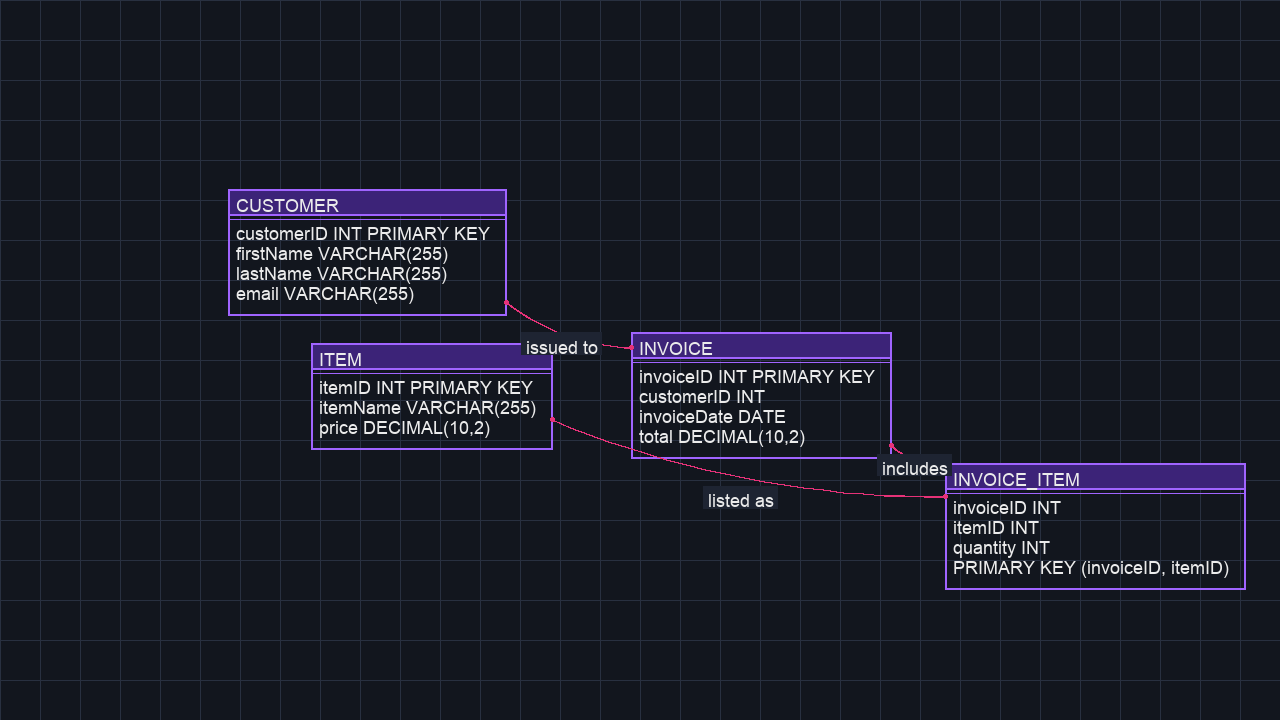 CUSTOMER
customerID INT PRIMARY KEY
firstName VARCHAR(255)
lastName VARCHAR(255)
email VARCHAR(255)
issued to
ITEM
itemID INT PRIMARY KEY
itemName VARCHAR(255)
price DECIMAL(10,2)
INVOICE
invoiceID INT PRIMARY KEY
customerID INT
invoiceDate DATE
total DECIMAL(10,2)
includes
listed as
INVOICE_ITEM
invoiceID INT
itemID INT
quantity INT
PRIMARY KEY (invoiceID, itemID)